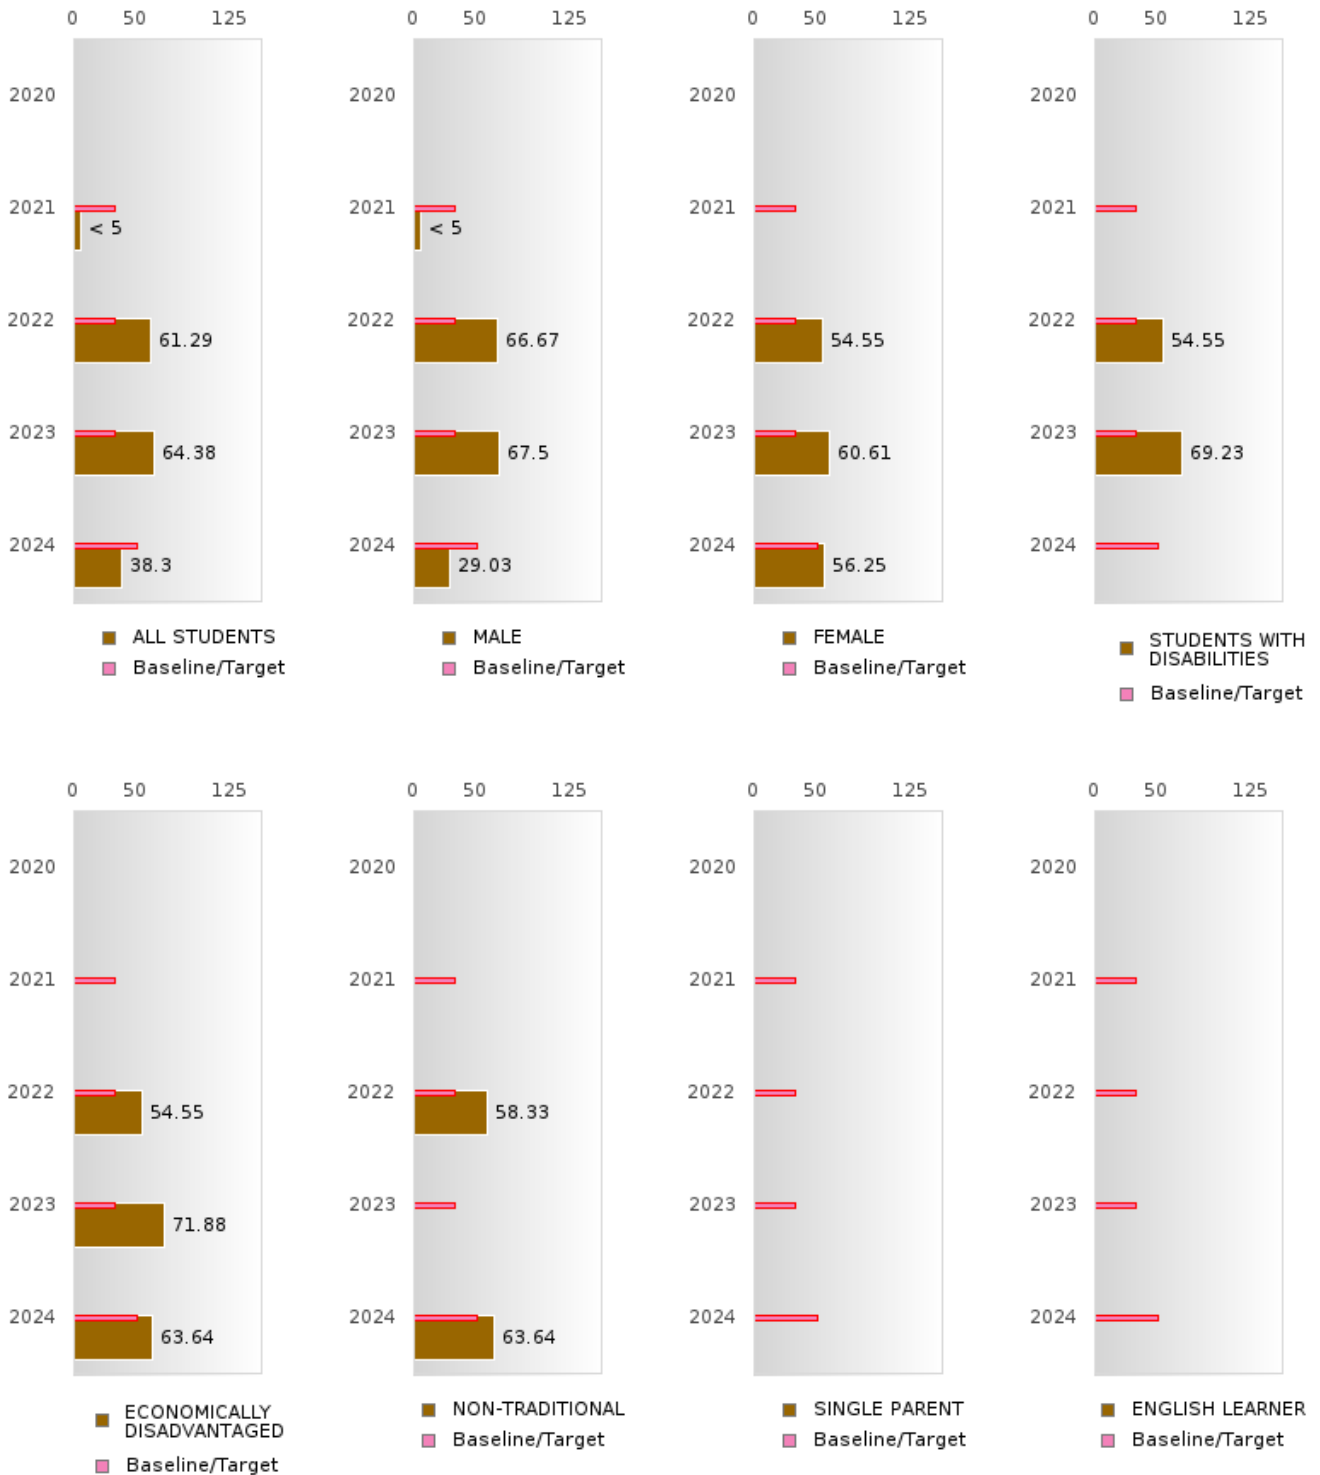 0 50 125 0 50 125 0 50 125 0 50 125
2020 2020 2020 2020
2021 2021 2021 2021
< 5 < 5
2022 2022 2022 2022
61.29 66.67 54.55 54.55
2023 2023 2023 2023
64.38 67.5 60.61 69.23
2024 2024 2024 2024
38.3 29.03 56.25
ALL STUDENTS MALE FEMALE STUDENTS WITH
DISABILITIES
Baseline/Target Baseline/Target Baseline/Target Baseline/Target
0 50 125 0 50 125 0 50 125 0 50 125
2020 2020 2020 2020
2021 2021 2021 2021
2022 2022 2022 2022
54.55 58.33
2023 2023 2023 2023
71.88
2024 2024 2024 2024
63.64 63.64
ECONOMICALLY NON-TRADITIONAL SINGLE PARENT ENGLISH LEARNER
DISADVANTAGED
Baseline/Target Baseline/Target Baseline/Target Baseline/Target